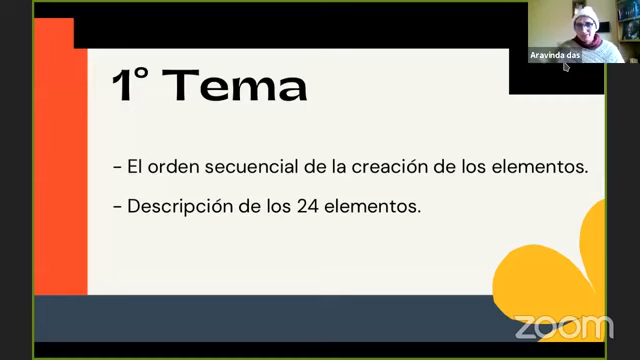 Aravinda das
1° Tema
- El orden secuencial de la creación de los elementos.
- Descripción de los 24 elementos.
zoom